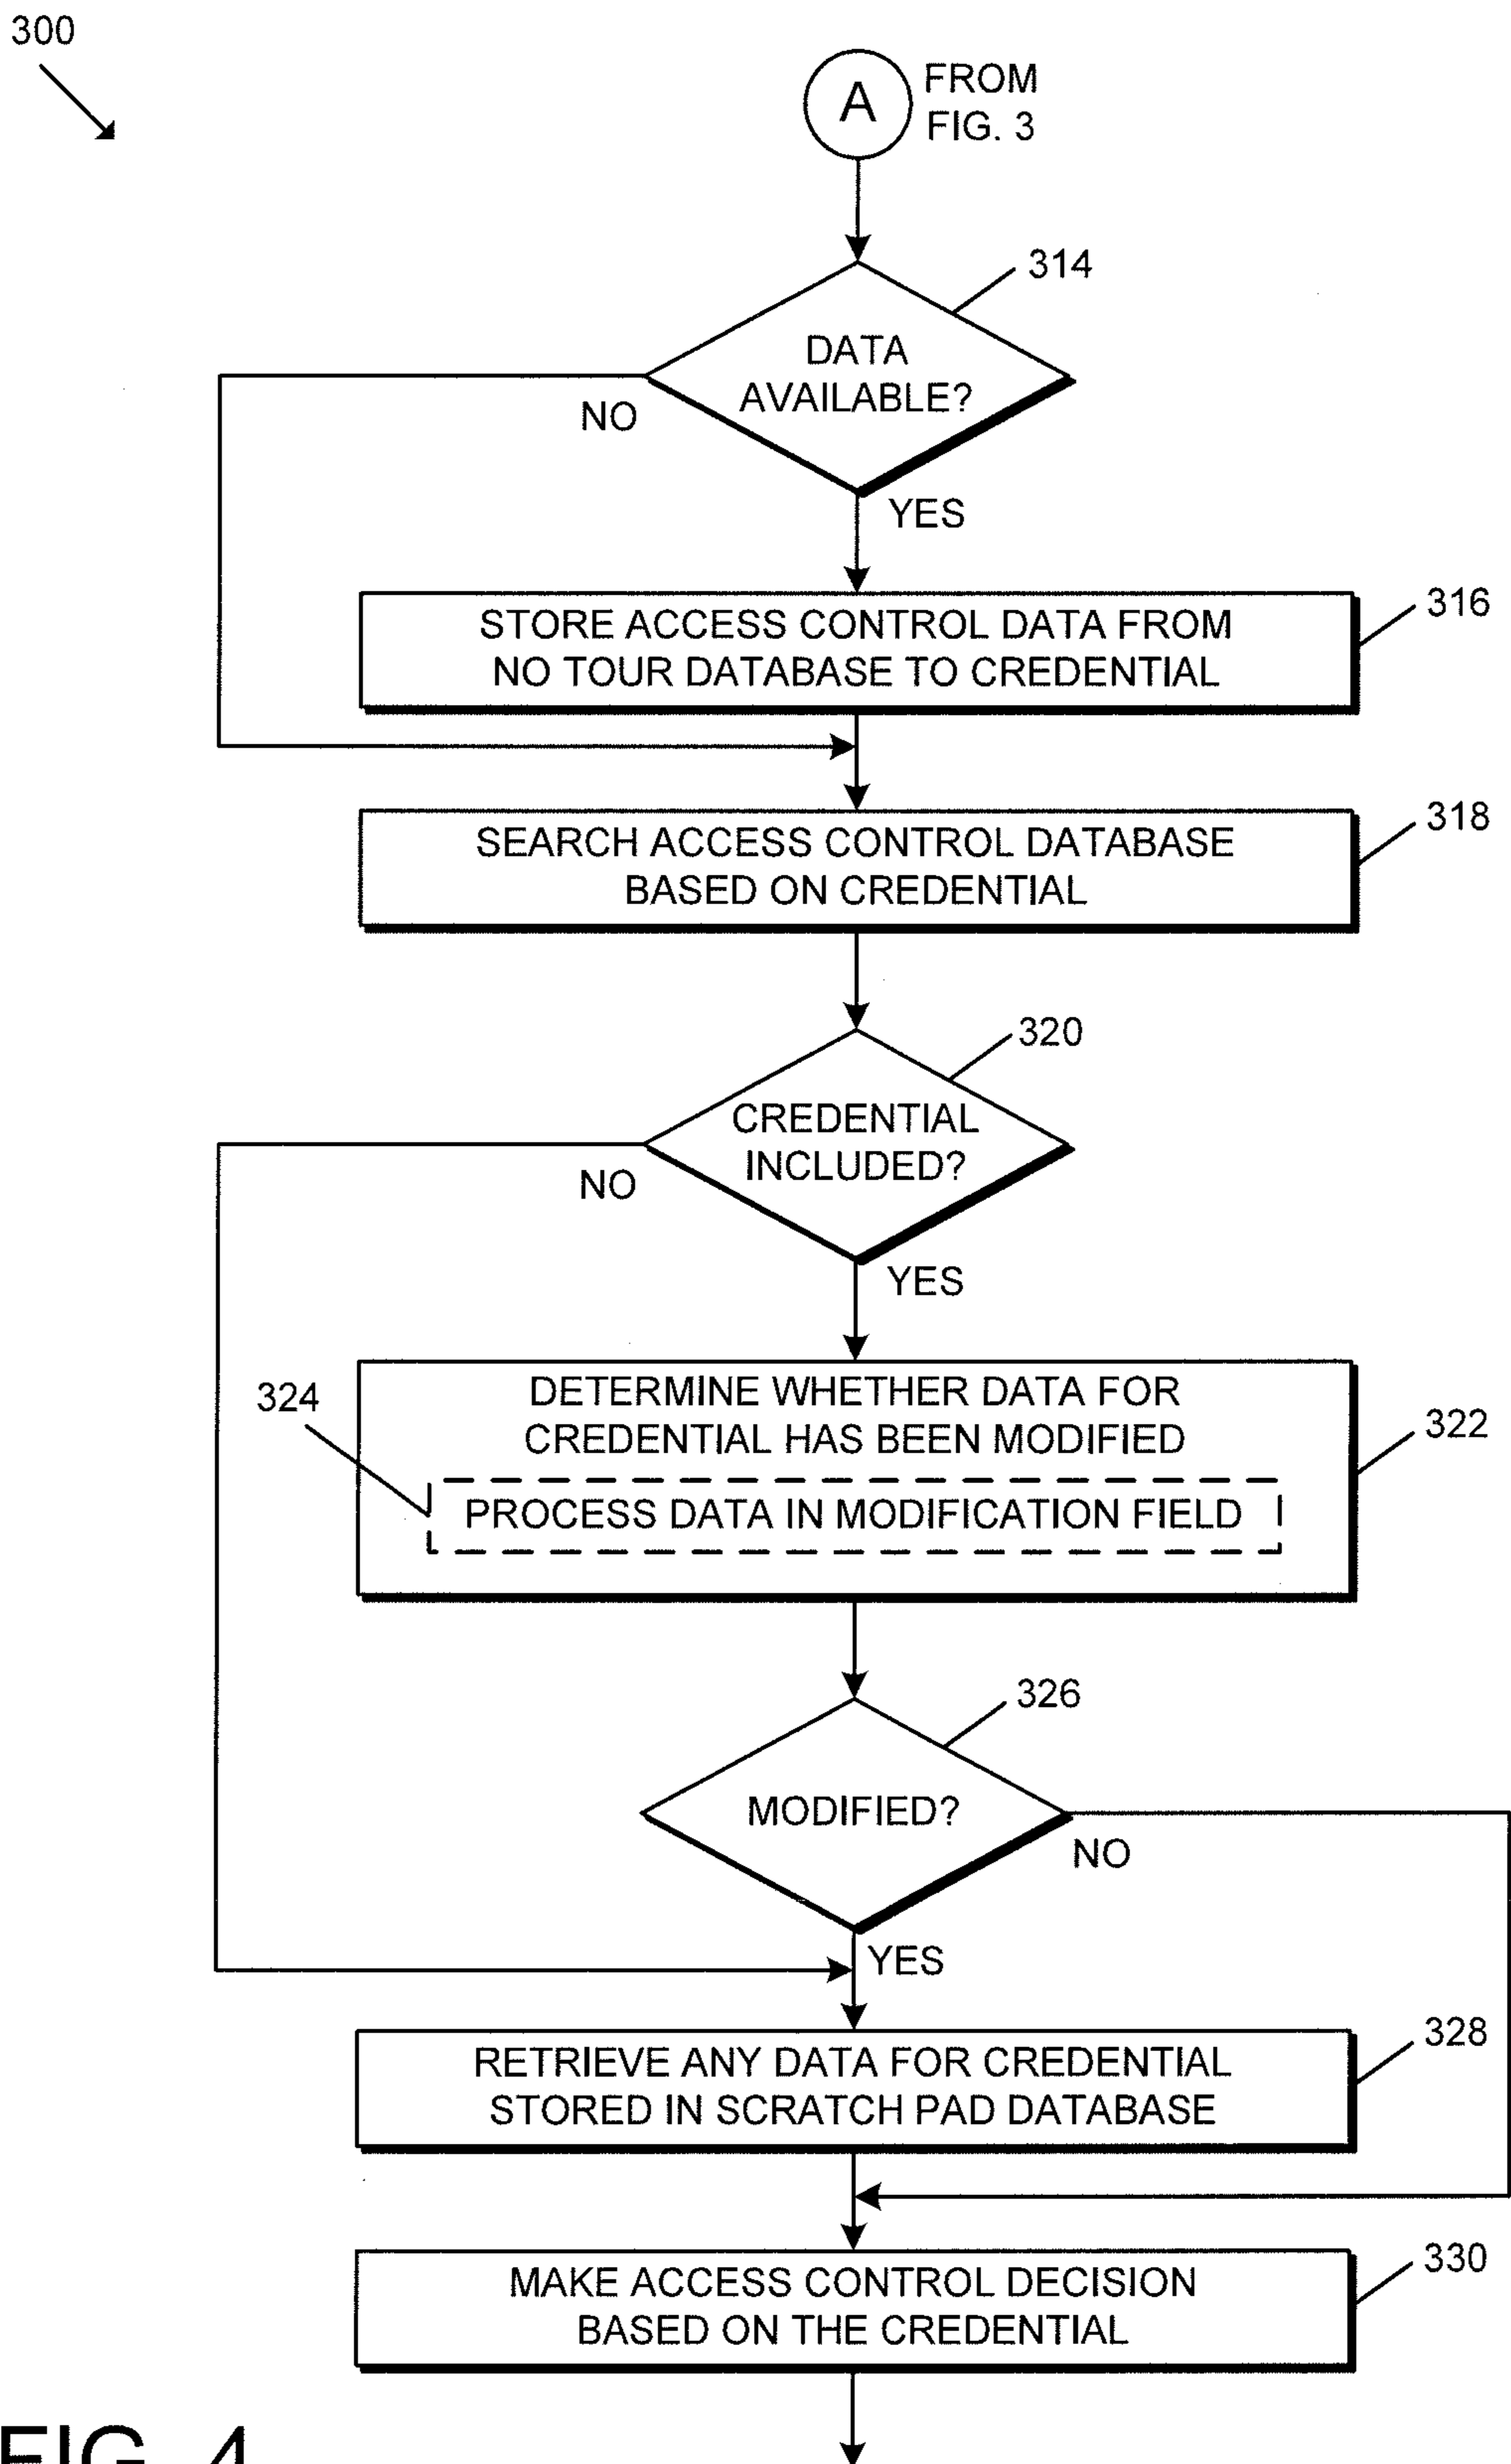 300
A
FROM
FIG. 3
314
DATA
AVAILABLE?
NO
YES
316
STORE ACCESS CONTROL DATA FROM
NO TOUR DATABASE TO CREDENTIAL
318
SEARCH ACCESS CONTROL DATABASE
BASED ON CREDENTIAL
320
CREDENTIAL
INCLUDED?
NO
YES
324
DETERMINE WHETHER DATA FOR
CREDENTIAL HAS BEEN MODIFIED
322
PROCESS DATA IN MODIFICATION FIELD
326
MODIFIED?
NO
YES
328
RETRIEVE ANY DATA FOR CREDENTIAL
STORED IN SCRATCH PAD DATABASE
330
MAKE ACCESS CONTROL DECISION
BASED ON THE CREDENTIAL
FIG. 4